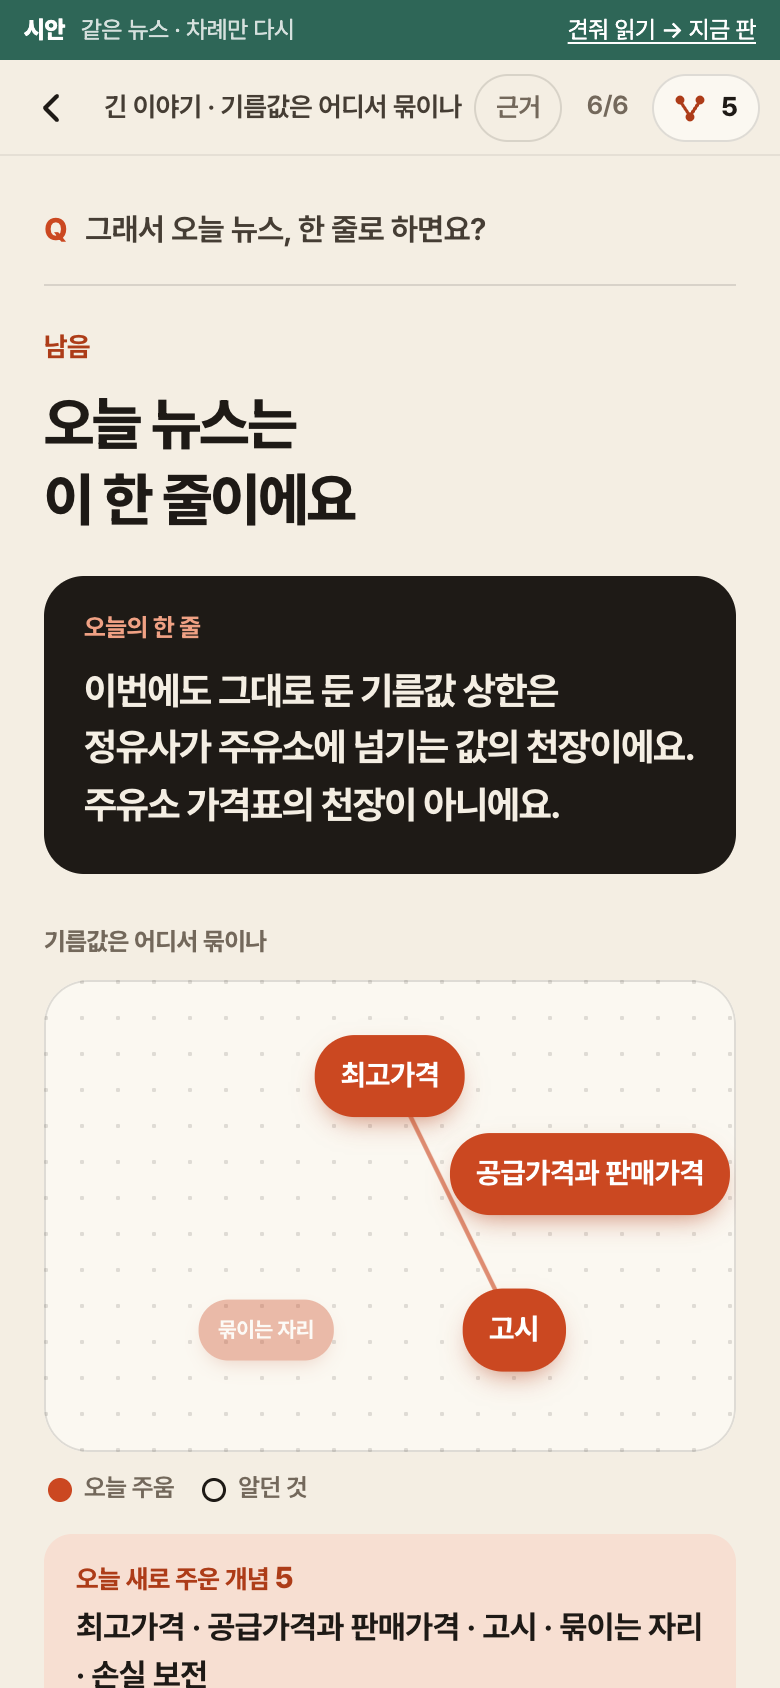 시안 같은 뉴스 · 차례만 다시 견줘 읽기 → 지금 판
긴 이야기 · 기름값은 어디서 묶이나 근거 6/6 5
Q 그래서 오늘 뉴스, 한 줄로 하면요?
남음
오늘 뉴스는
이 한 줄이에요
오늘의 한 줄
이번에도 그대로 둔 기름값 상한은
정유사가 주유소에 넘기는 값의 천장이에요.
주유소 가격표의 천장이 아니에요.
기름값은 어디서 묶이나
최고가격
공급가격과 판매가격
묶이는 자리
고시
오늘 주움 알던 것
오늘 새로 주운 개념 5
최고가격 · 공급가격과 판매가격 · 고시 · 묶이는 자리
· 손실 보전